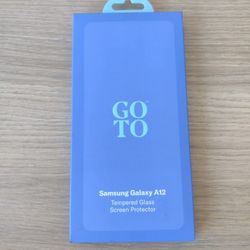 GO
TO
Samsung Galaxy A12
Tempered Glass
Screen Protector